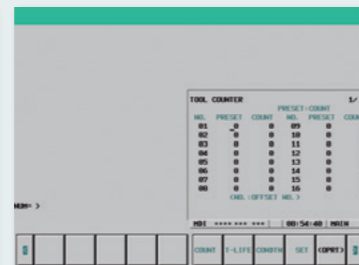 TOOL COUNTER 1/
PRESET:COUNT
NO. PRESET COUNT NO. PRESET COU
01 _0 0 09 0
02 0 0 10 0
03 0 0 11 0
04 0 0 12 0
05 0 0 13 0
06 0 0 14 0
07 0 0 15 0
08 0 0 16 0
(NO.:OFFSET NO.)
NUM= >
MDI **** *** *** 00:54:40 MAIN
COUNT T-LIFE CONDTN SET (OPRT)